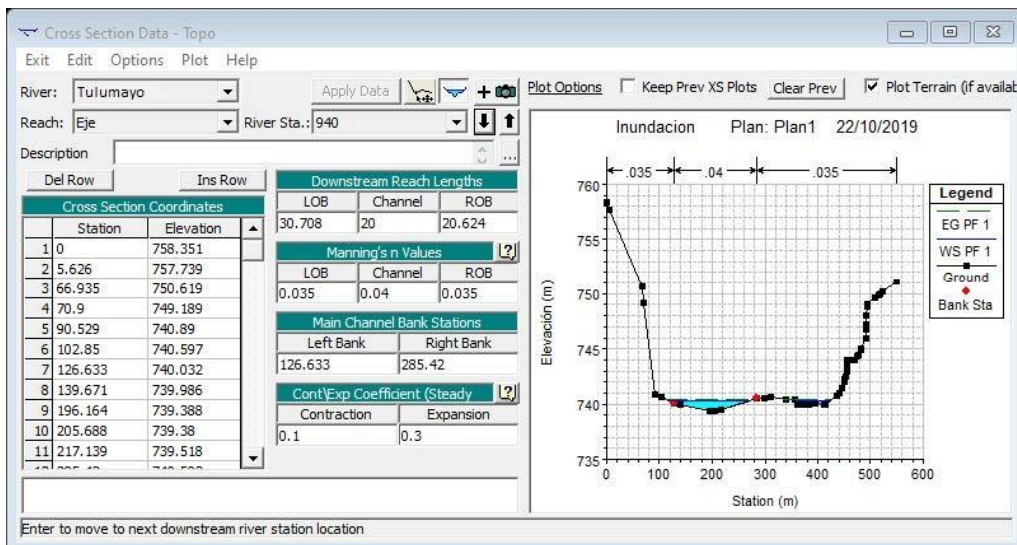 Cross Section Data - Topo
Exit Edit Options Plot Help
River: Tulumayo Apply Data Plot Options Keep Prev XS Plots Clear Prev Plot Terrain (if availab
Reach: Eje River Sta.: 940
Description ...
Del Row Ins Row
Cross Section Coordinates
Station Elevation
1 0 758.351
2 5.626 757.739
3 66.935 750.619
4 70.9 749.189
5 90.529 740.89
6 102.85 740.597
7 126.633 740.032
8 139.671 739.986
9 196.164 739.388
10 205.688 739.38
11 217.139 739.518
Downstream Reach Lengths
LOB Channel ROB
30.708 20 20.624
Manning's n Values
LOB Channel ROB
0.035 0.04 0.035
Main Channel Bank Stations
Left Bank Right Bank
126.633 285.42
Cont\Exp Coefficient (Steady
Contraction Expansion
0.1 0.3
Inundacion Plan: Plan1 22/10/2019
.035 .04 .035
760
755
750
745
740
735
Elevación (m)
0 100 200 300 400 500 600
Station (m)
Legend
EG PF 1
WS PF 1
Ground
Bank Sta
Enter to move to next downstream river station location